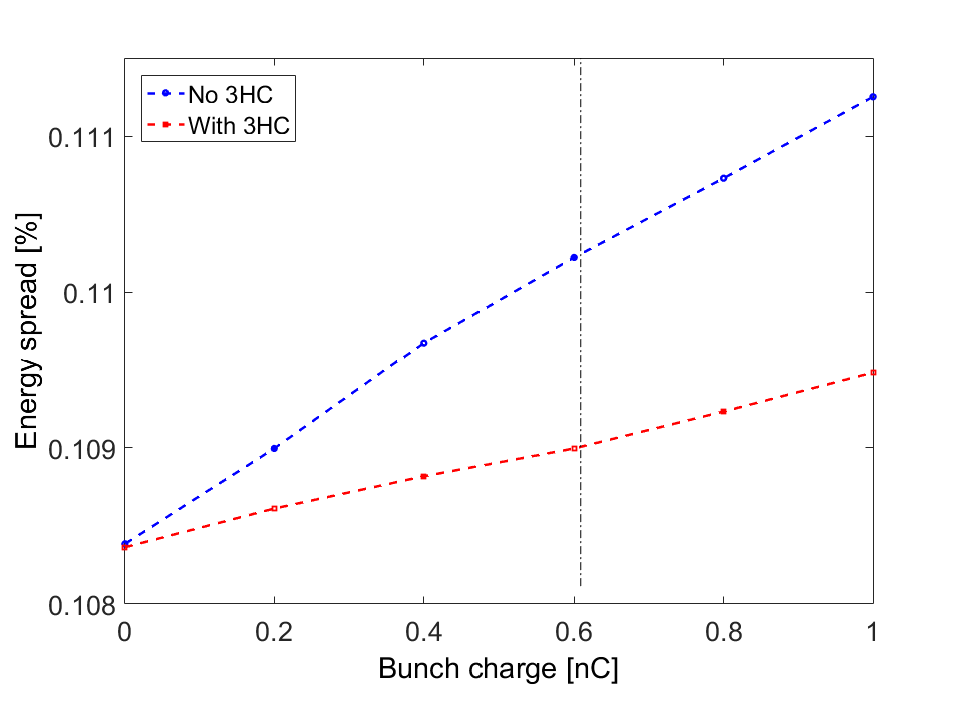 No 3HC
With 3HC
0.111
0.11
0.109
0.108
Energy spread [%]
0
0.2
0.4
0.6
0.8
1
Bunch charge [nC]